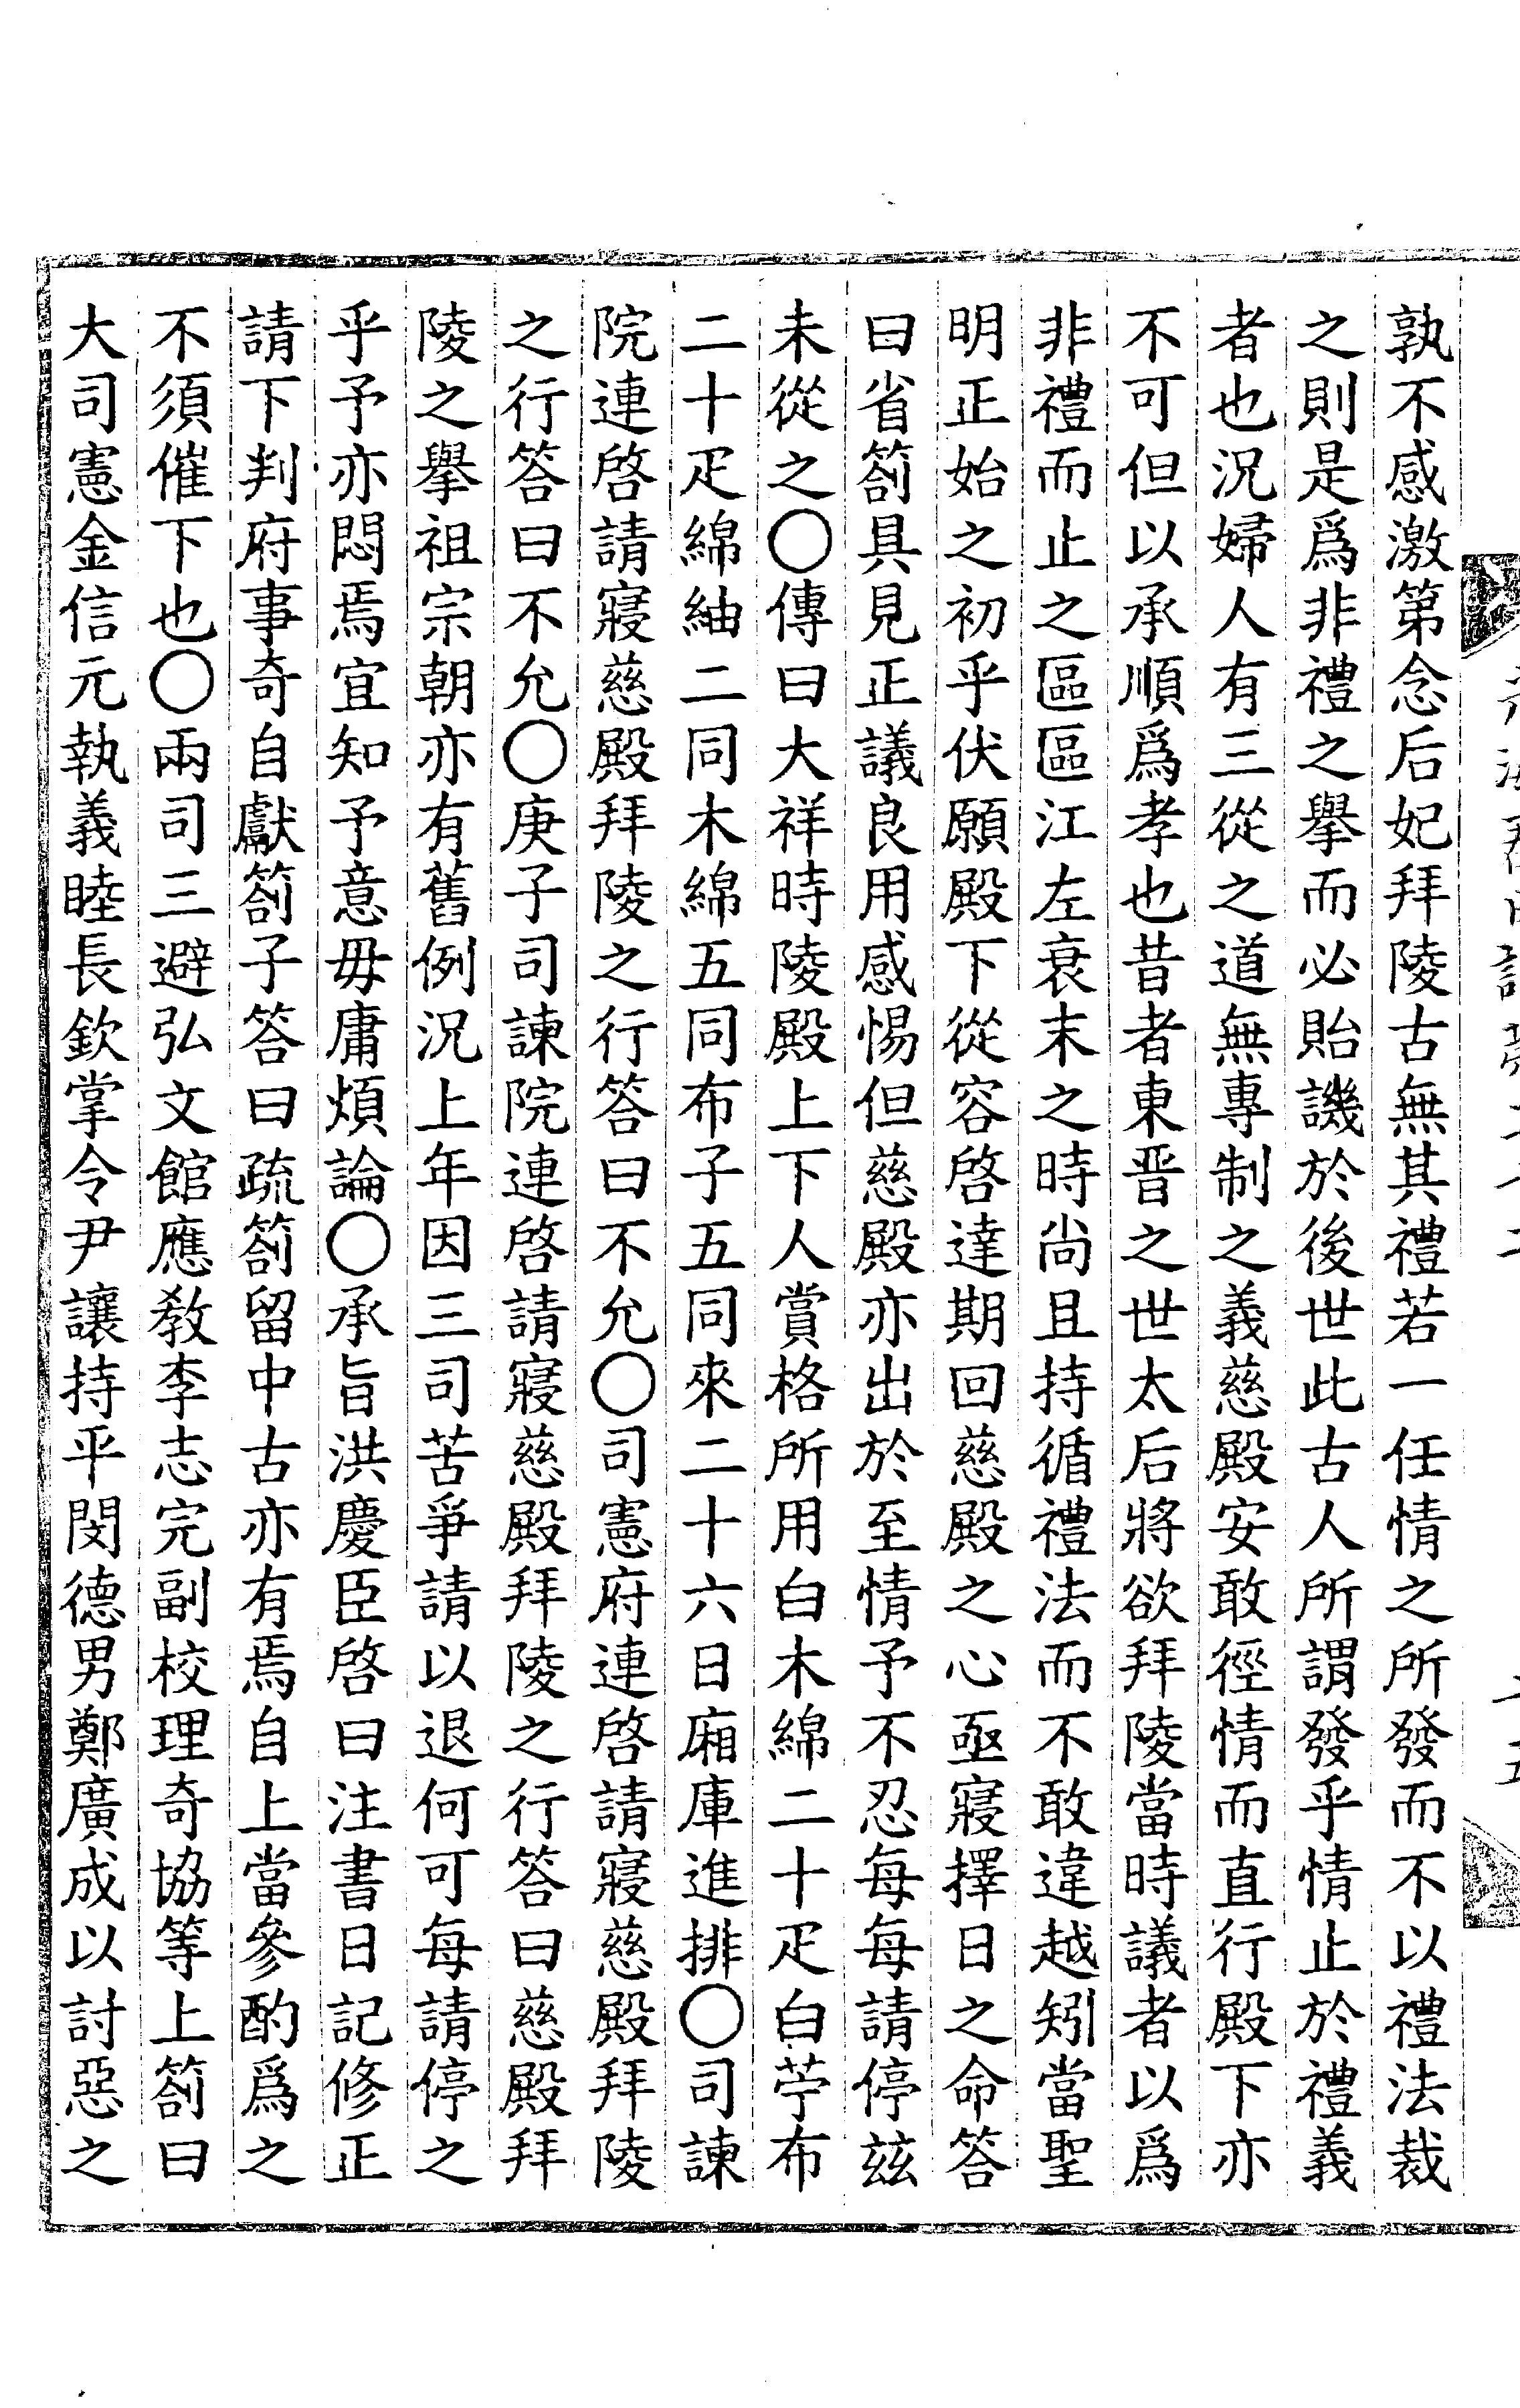 孰不感激第念后妃拜陵古無其禮若一任情之所發而不以禮法裁
之則是爲非禮之擧而必貽譏於後世此古人所謂發乎情止於禮義
者也況婦人有三從之道無專制之義慈殿安敢徑情而直行殿下亦
不可但以承順爲孝也昔者東晋之世太后將欲拜陵當時議者以爲
非禮而止之區區江左衰末之時尙且持循禮法而不敢違越矧當聖
明正始之初乎伏願殿下從容啓達期回慈殿之心亟寢擇日之命答
曰省箚具見正議良用感惕但慈殿亦出於至情予不忍每每請停玆
未從之○傳曰大祥時陵殿上下人賞格所用白木綿二十疋白苧布
二十疋綿紬二同木綿五同布子五同來二十六日廂庫進排○司諫
院連啓請寢慈殿拜陵之行答曰不允○司憲府連啓請寢慈殿拜陵
之行答曰不允○庚子司諫院連啓請寢慈殿拜陵之行答曰慈殿拜
陵之擧祖宗朝亦有舊例況上年因三司苦爭請以退何可每請停之
乎予亦悶焉宜知予意毋庸煩論○承旨洪慶臣啓曰注書日記修正
請下判府事奇自獻箚子答曰疏箚留中古亦有焉自上當參酌爲之
不須催下也○兩司三避弘文館應敎李志完副校理奇協等上箚曰
大司憲金信元執義睦長欽掌令尹讓持平閔德男鄭廣成以討惡之